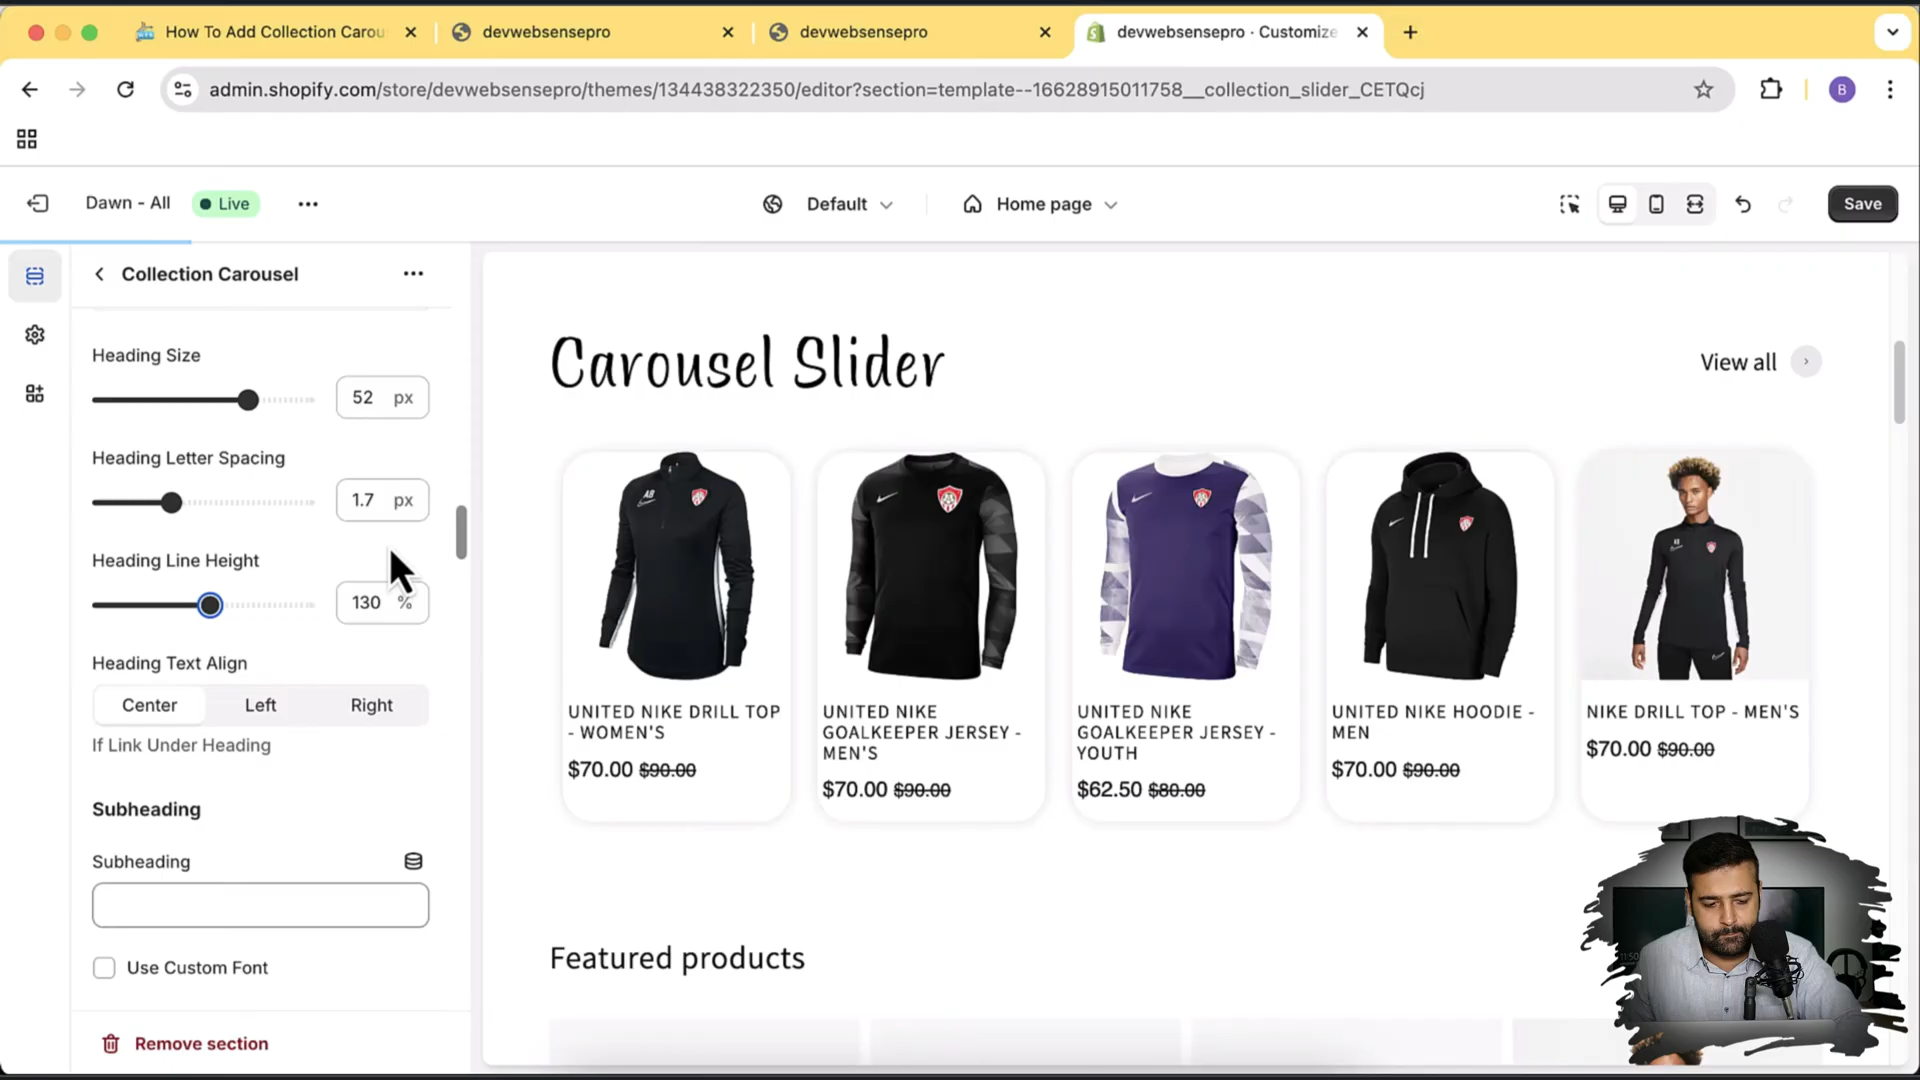 How To Add Collection Carou
devwebsensepro
devwebsensepro
devwebsensepro · Customize
admin.shopify.com/store/devwebsensepro/themes/134438322350/editor?section=template--16628915011758__collection_slider_CETQcj
B
Dawn - All
Live
Default
Home page
Save
Collection Carousel
Heading Size
52 px
Heading Letter Spacing
1.7 px
Heading Line Height
130 %
Heading Text Align
Center Left Right
If Link Under Heading
Subheading
Subheading
Use Custom Font
Remove section
Carousel Slider
View all
UNITED NIKE DRILL TOP
- WOMEN'S
$70.00 $90.00
UNITED NIKE
GOALKEEPER JERSEY -
MEN'S
$70.00 $90.00
UNITED NIKE
GOALKEEPER JERSEY -
YOUTH
$62.50 $80.00
UNITED NIKE HOODIE -
MEN
$70.00 $90.00
NIKE DRILL TOP - MEN'S
$70.00 $90.00
Featured products